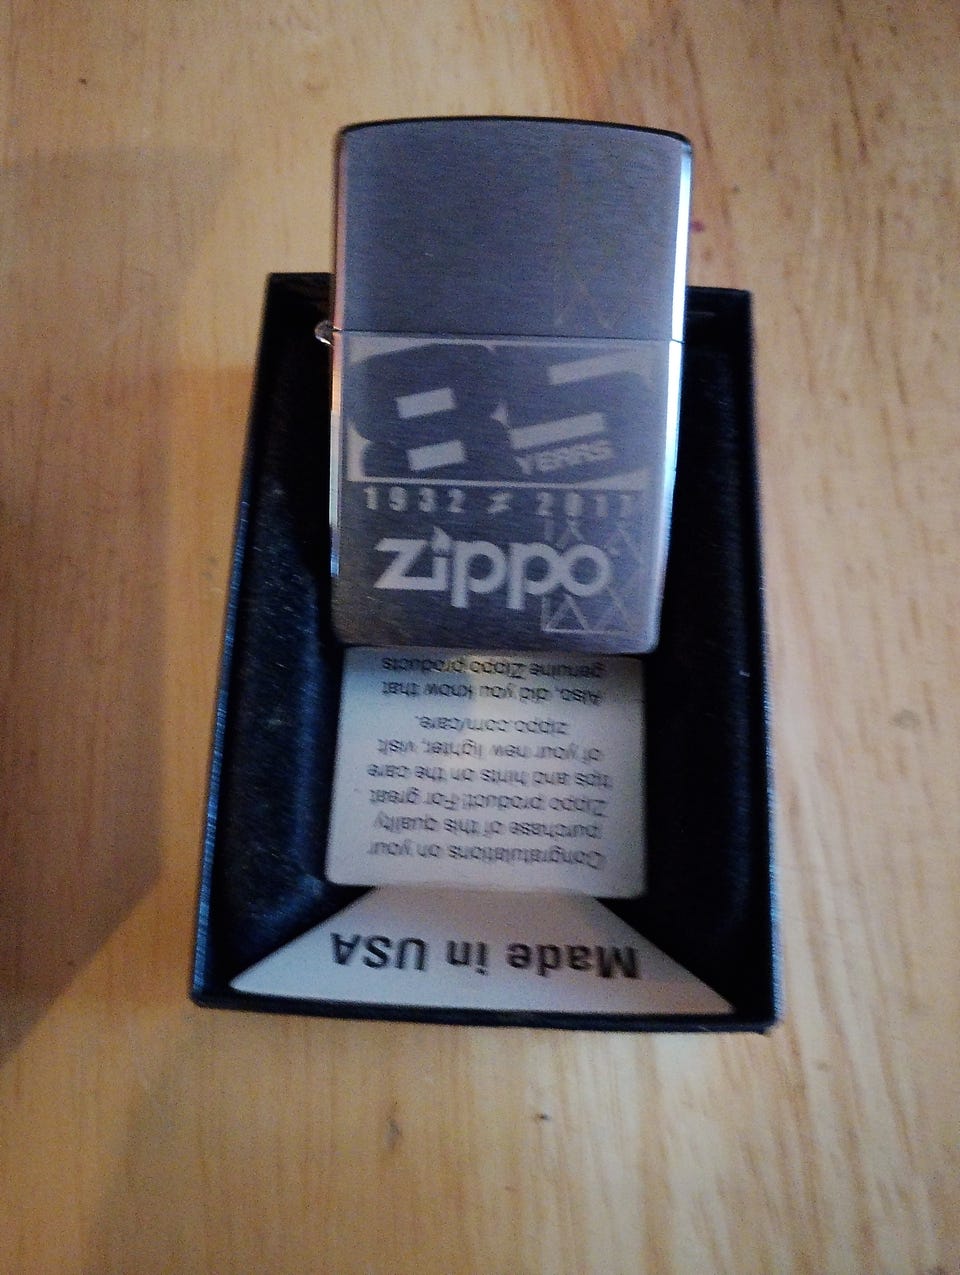 85
YEARS
1932 2017
zippo
Made in USA
Congratulations on your
purchase of this quality
Zippo product! For great
tips and hints on the care
of your new lighter, visit
zippo.com/care.
Also, did you know that
genuine Zippo products